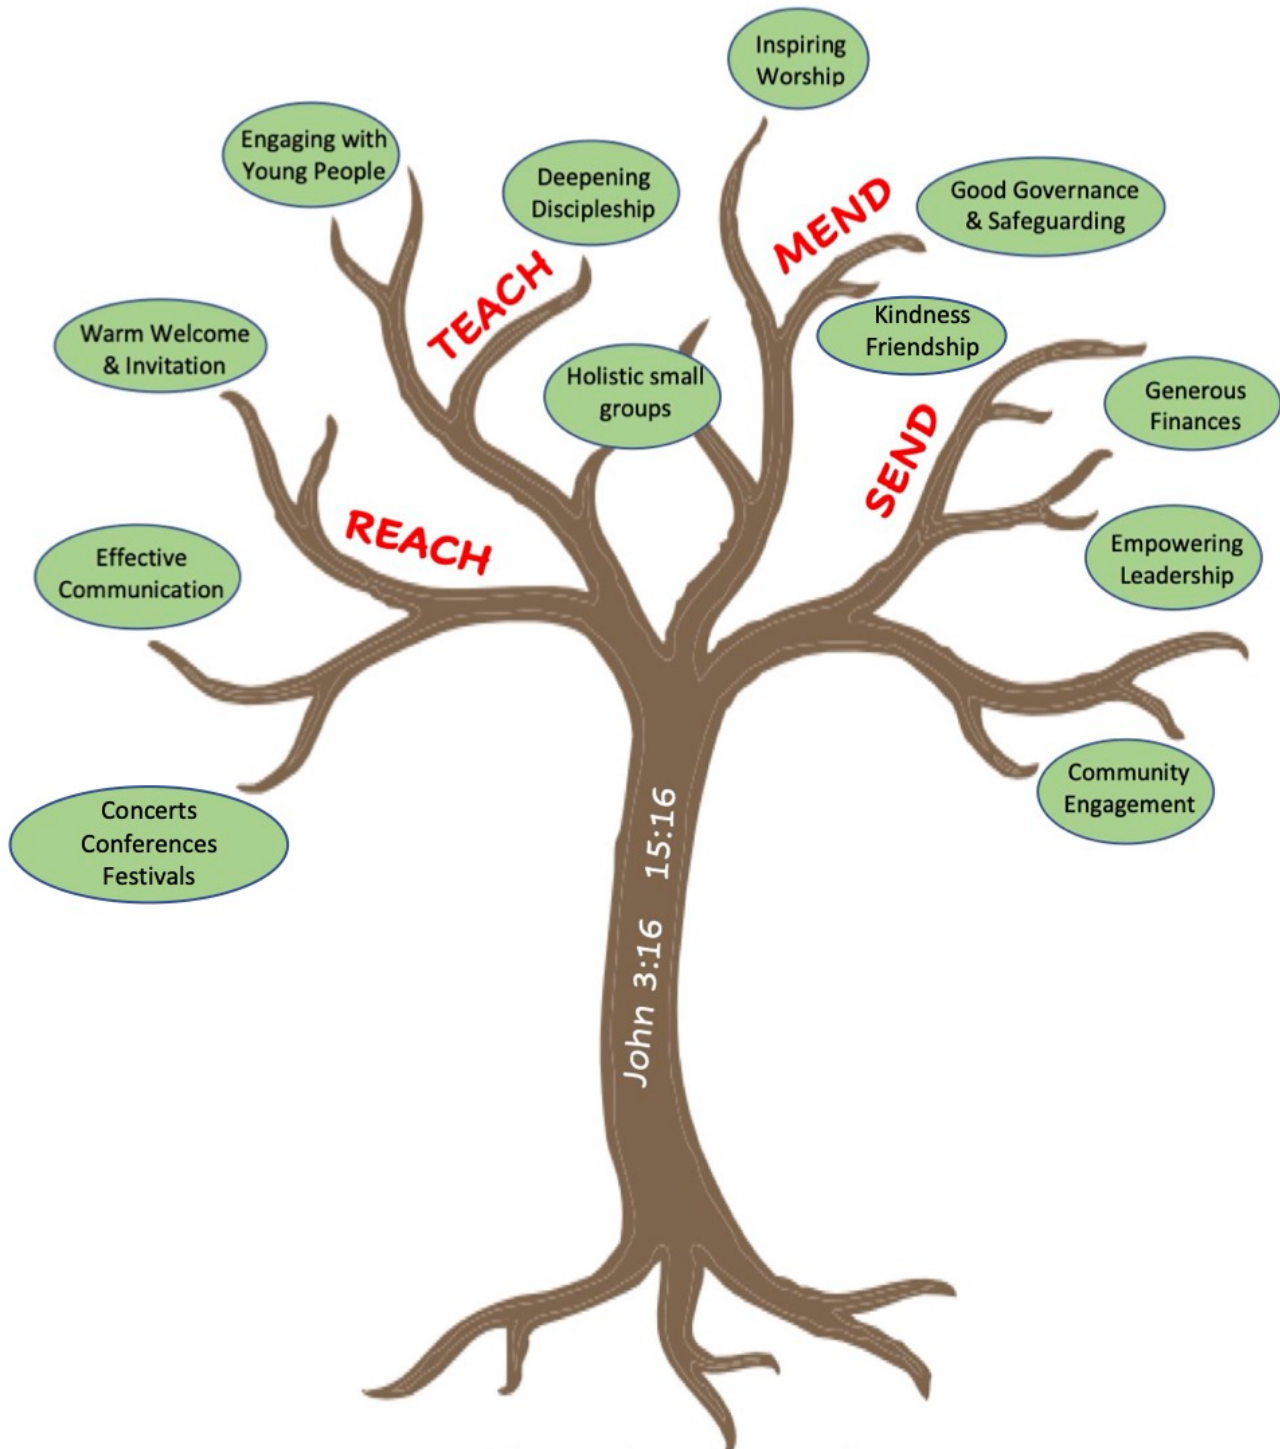 Inspiring
Worship
Engaging with
Young People
Deepening
Discipleship
MEND
Good Governance
& Safeguarding
TEACH
Warm Welcome
& Invitation
Holistic small
groups
Kindness
Friendship
Generous
Finances
SEND
REACH
Effective
Communication
Empowering
Leadership
Community
Engagement
Concerts
Conferences
Festivals
John 3:16 15:16